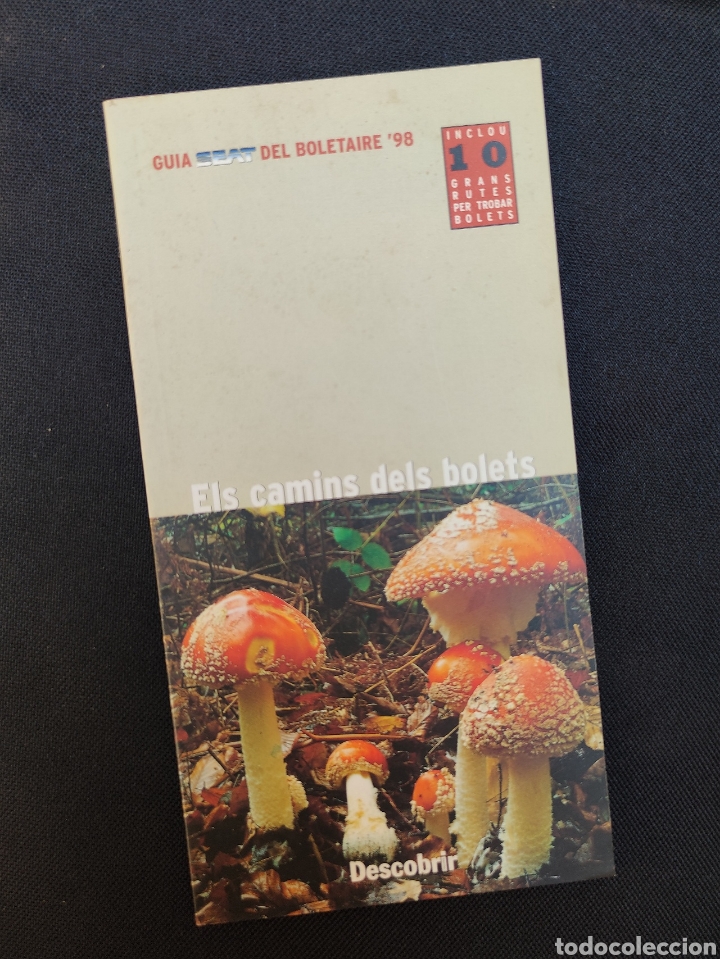 GUIA SEAT DEL BOLETAIRE '98
INCLOU
10
GRANS
RUTES
PER TROBAR
BOLETS
Els camins dels bolets
Descobrir
todocoleccion